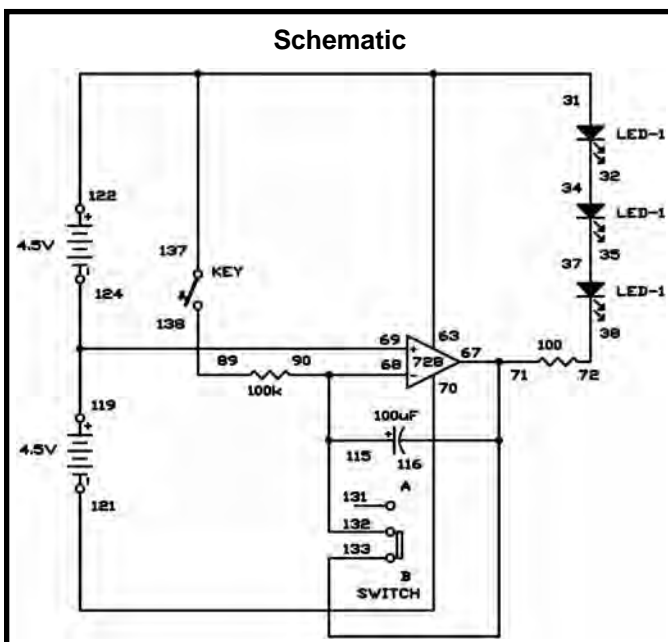 Schematic
31
LED-1
32
34
LED-1
35
37
LED-1
38
122
+
4.5V
124
137
KEY
138
69
+
63
728
67
68
-
70
89
90
100k
100
71
72
119
+
4.5V
121
100uF
+
115
116
A
131
132
133
B
SWITCH